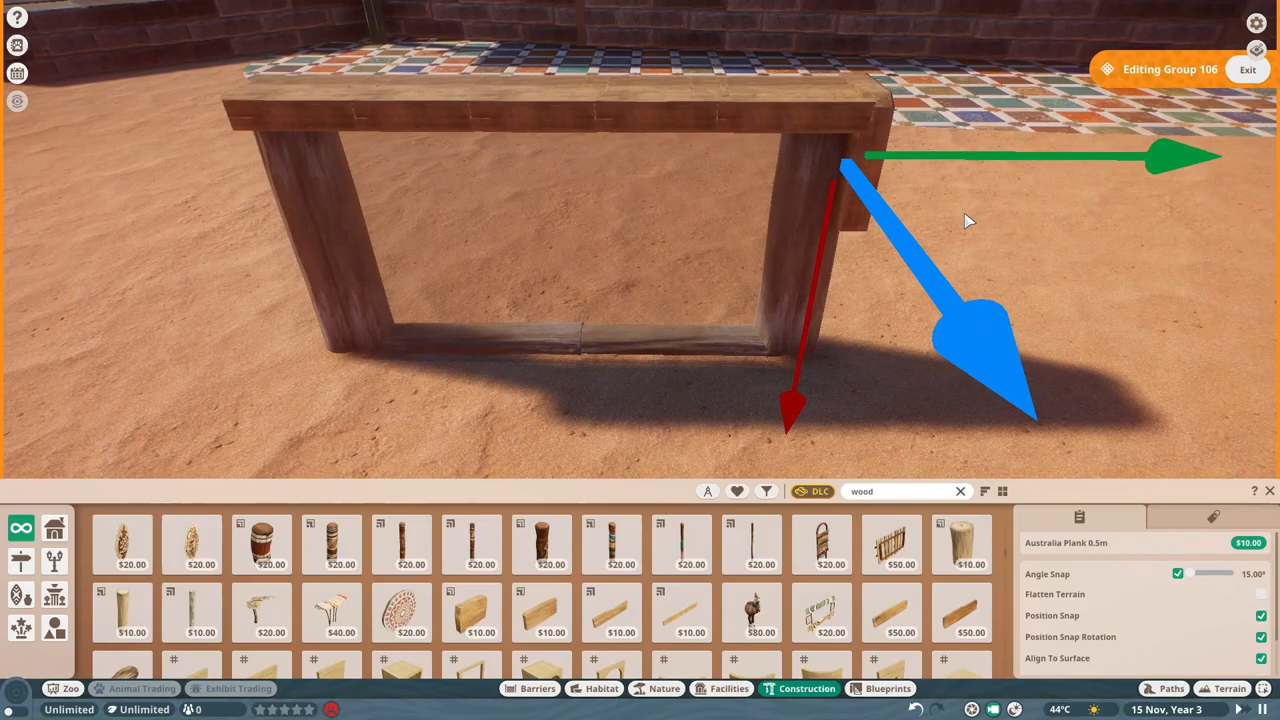 ?
Editing Group 106
Exit
DLC
wood
?
$20.00
$20.00
$20.00
$20.00
$20.00
$20.00
$20.00
$20.00
$20.00
$20.00
$20.00
$50.00
$10.00
$10.00
$10.00
$20.00
$40.00
$20.00
$10.00
$10.00
$10.00
$10.00
$80.00
$20.00
$50.00
$50.00
Australia Plank 0.5m
$10.00
Angle Snap
15.00°
Flatten Terrain
Position Snap
Position Snap Rotation
Align To Surface
Zoo
Animal Trading
Exhibit Trading
Barriers
Habitat
Nature
Facilities
Construction
Blueprints
Paths
Terrain
Unlimited
Unlimited
0
44°C
15 Nov, Year 3